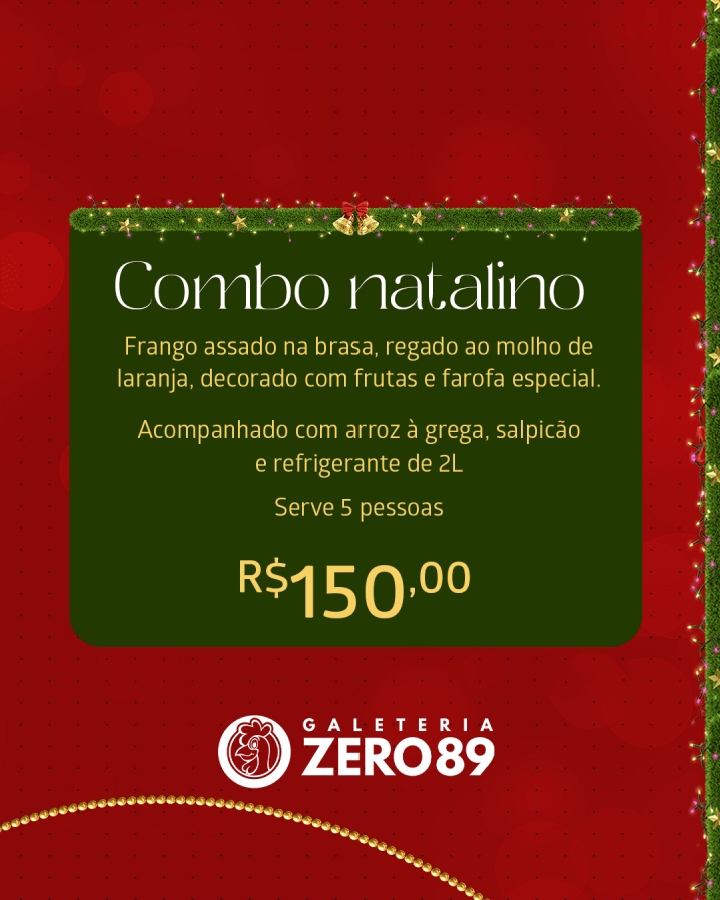 Combo natalino
Frango assado na brasa, regado ao molho de
laranja, decorado com frutas e farofa especial.
Acompanhado com arroz à grega, salpicão
e refrigerante de 2L
Serve 5 pessoas
R$150,00
GALETERIA
ZERO89